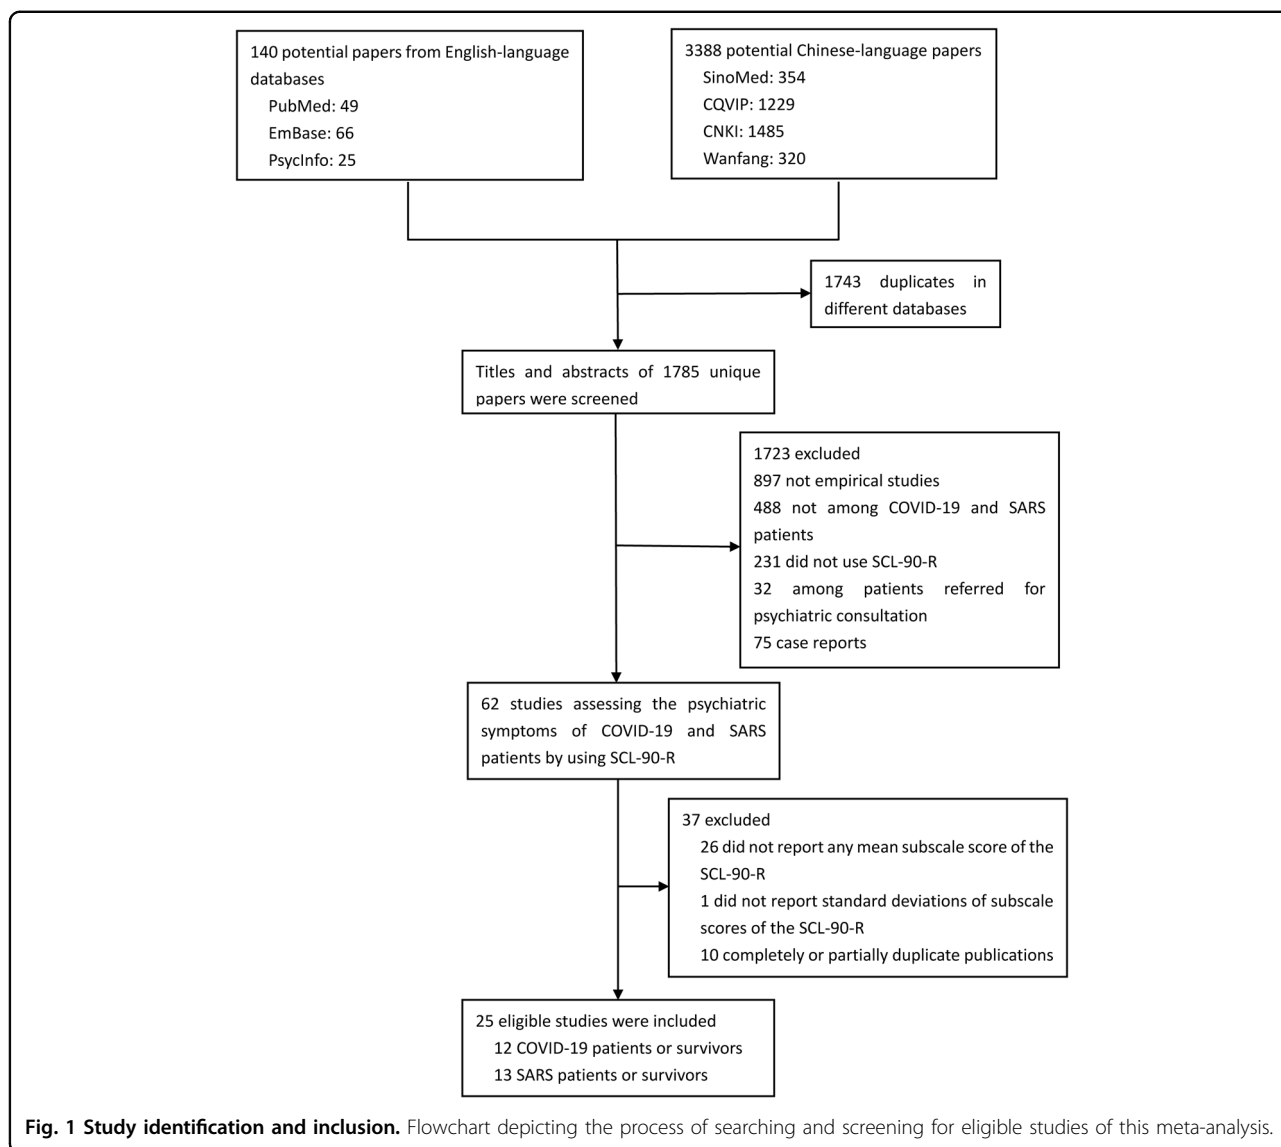 140 potential papers from English-language
databases
PubMed: 49
EmBase: 66
PsycInfo: 25
3388 potential Chinese-language papers
SinoMed: 354
CQVIP: 1229
CNKI: 1485
Wanfang: 320
1743 duplicates in
different databases
Titles and abstracts of 1785 unique
papers were screened
1723 excluded
897 not empirical studies
488 not among COVID-19 and SARS
patients
231 did not use SCL-90-R
32 among patients referred for
psychiatric consultation
75 case reports
62 studies assessing the psychiatric
symptoms of COVID-19 and SARS
patients by using SCL-90-R
37 excluded
26 did not report any mean subscale score of the
SCL-90-R
1 did not report standard deviations of subscale
scores of the SCL-90-R
10 completely or partially duplicate publications
25 eligible studies were included
12 COVID-19 patients or survivors
13 SARS patients or survivors
Fig. 1 Study identification and inclusion. Flowchart depicting the process of searching and screening for eligible studies of this meta-analysis.